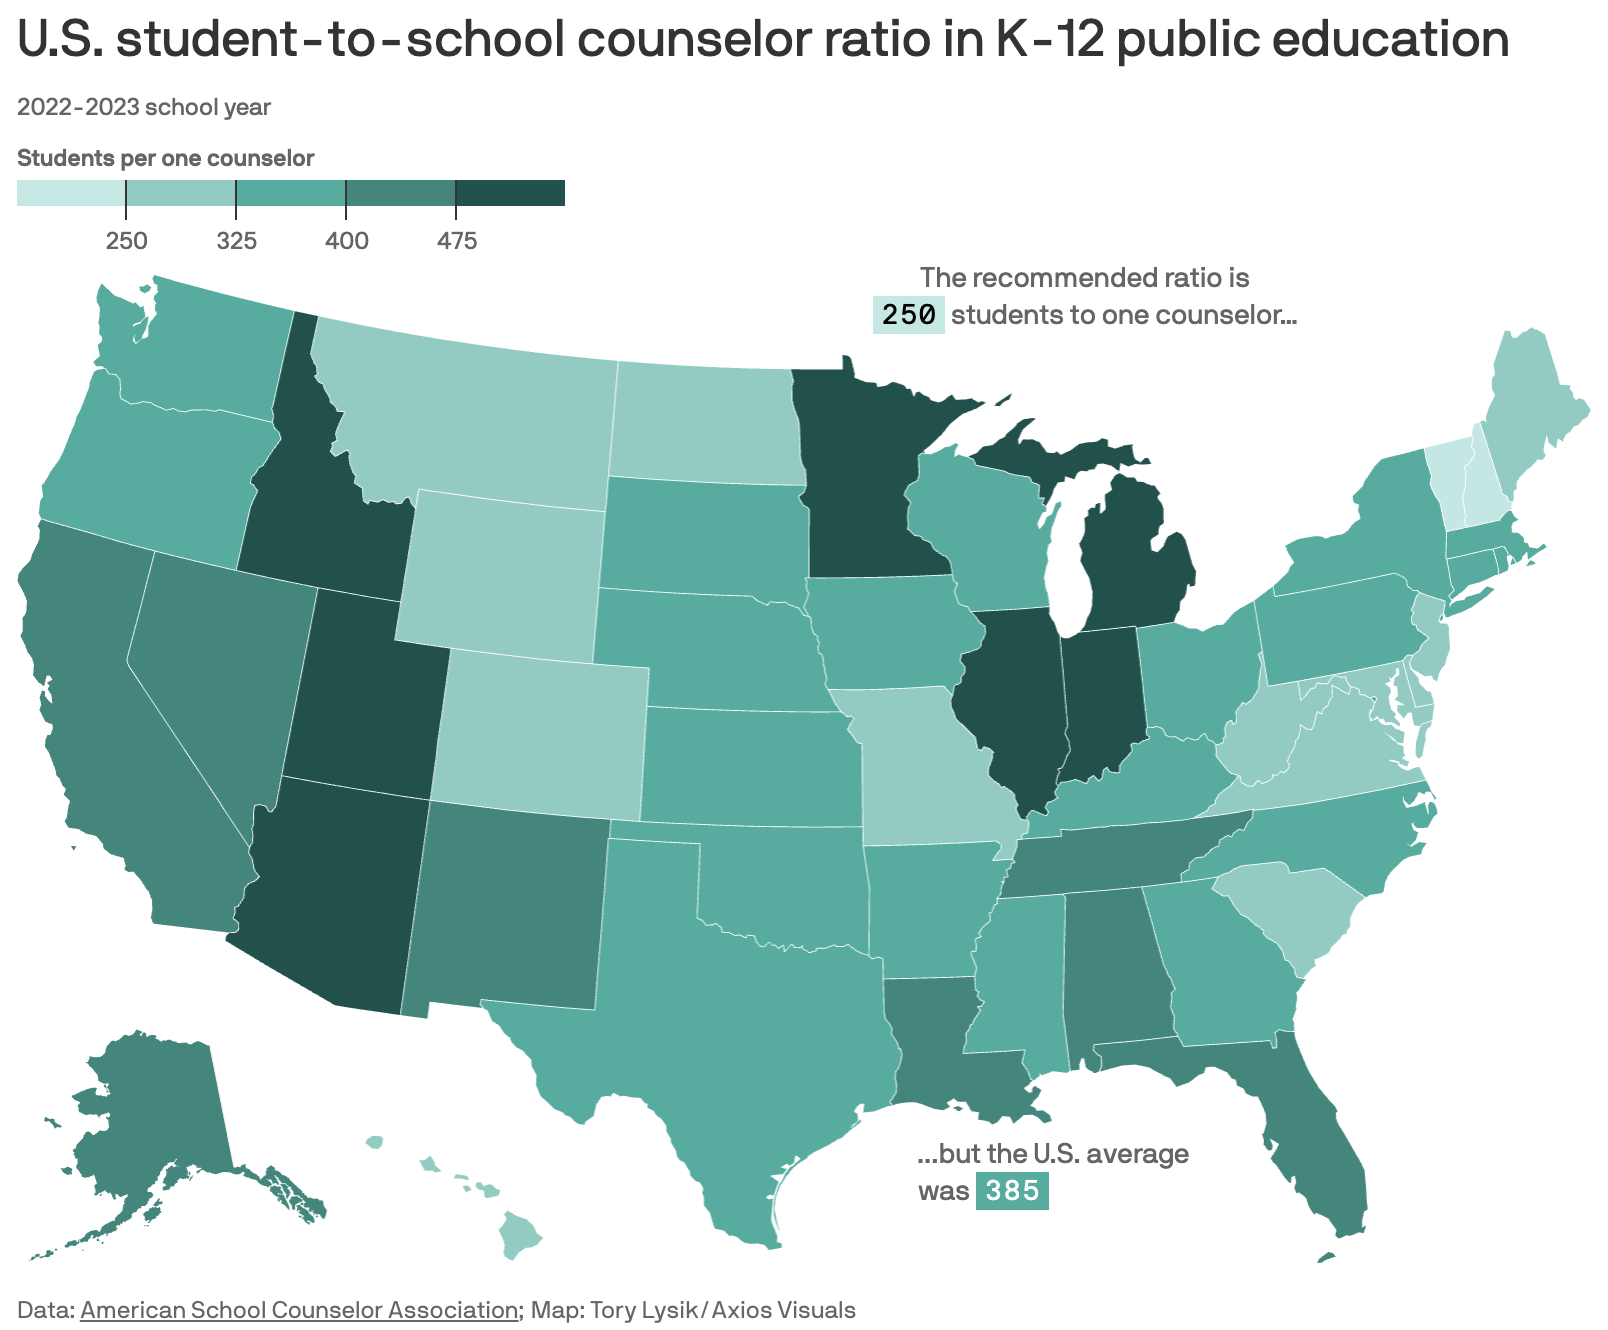 U.S. student-to-school counselor ratio in K-12 public education
2022-2023 school year
Students per one counselor
250 325 400 475
The recommended ratio is
250 students to one counselor...
...but the U.S. average
was 385
Data: American School Counselor Association; Map: Tory Lysik/Axios Visuals